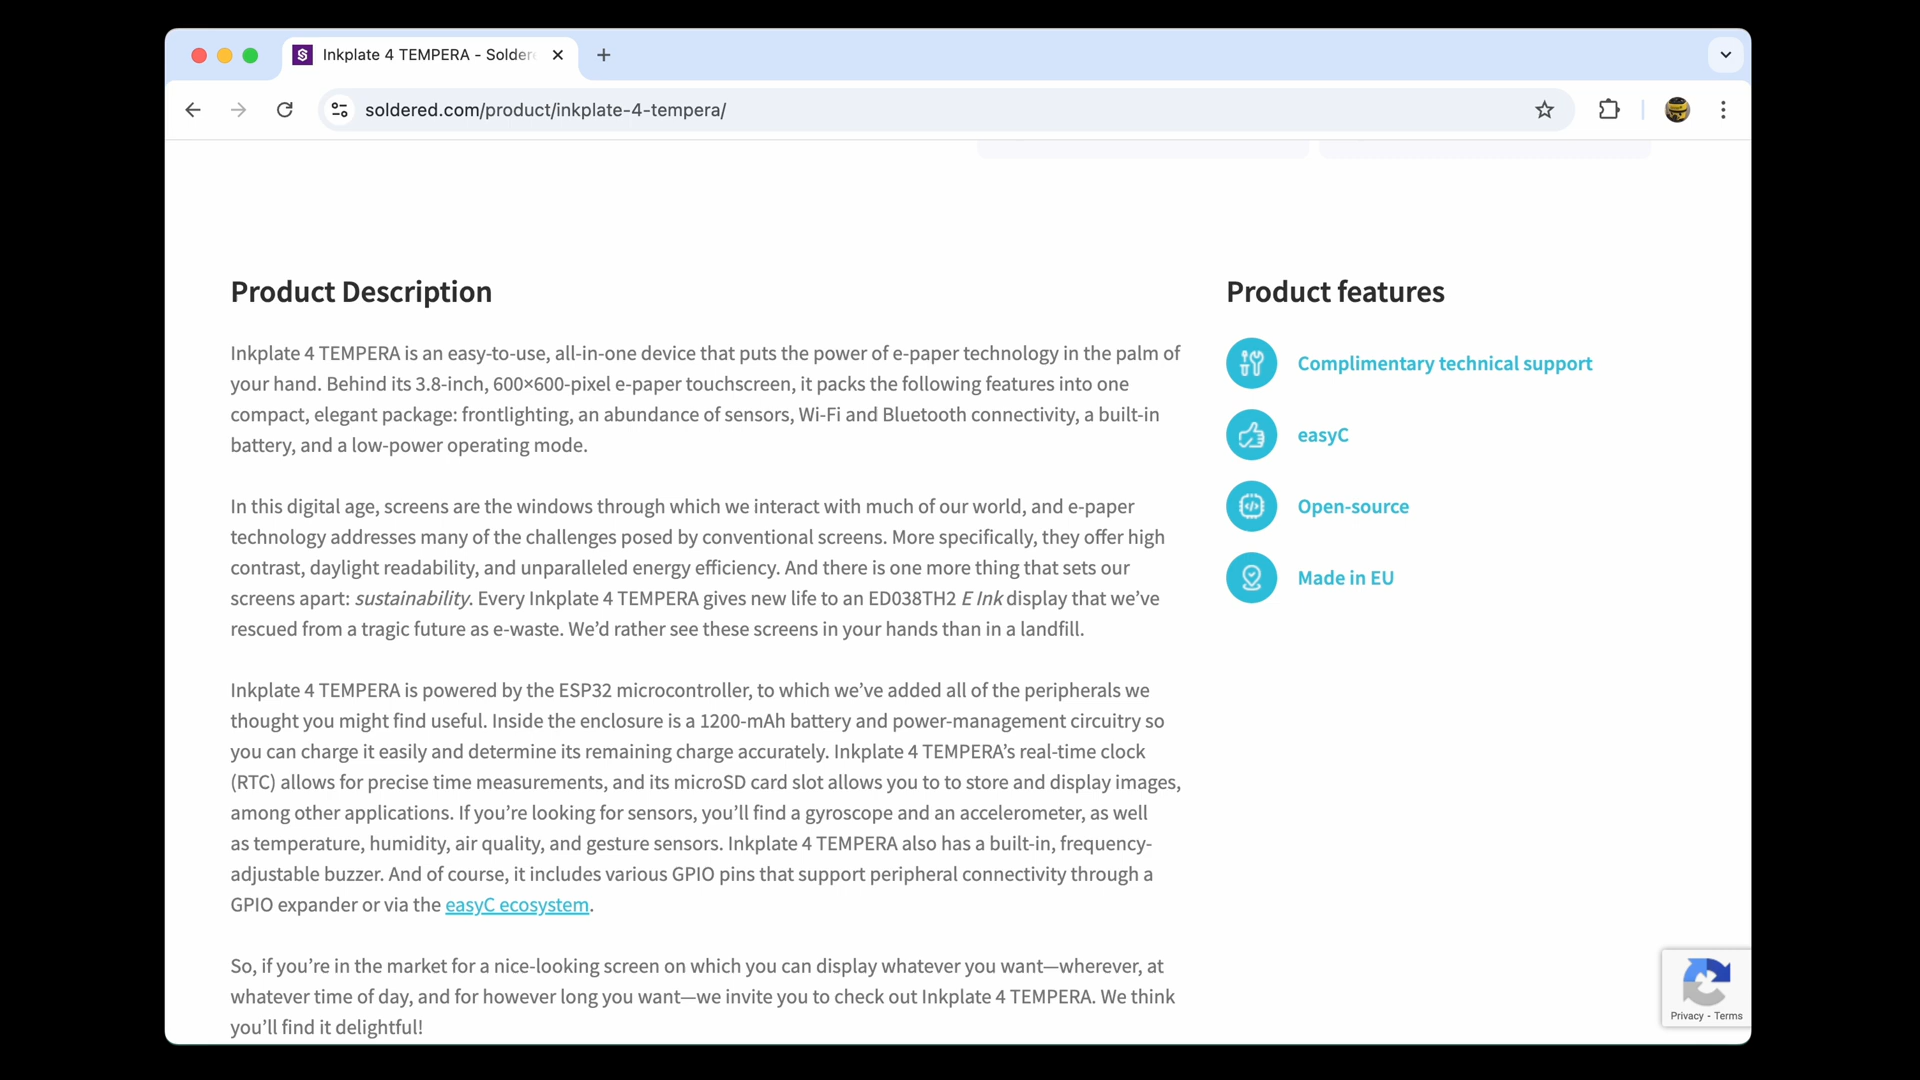 Inkplate 4 TEMPERA - Solder
soldered.com/product/inkplate-4-tempera/
Product Description
Inkplate 4 TEMPERA is an easy-to-use, all-in-one device that puts the power of e-paper technology in the palm of
your hand. Behind its 3.8-inch, 600×600-pixel e-paper touchscreen, it packs the following features into one
compact, elegant package: frontlighting, an abundance of sensors, Wi-Fi and Bluetooth connectivity, a built-in
battery, and a low-power operating mode.
In this digital age, screens are the windows through which we interact with much of our world, and e-paper
technology addresses many of the challenges posed by conventional screens. More specifically, they offer high
contrast, daylight readability, and unparalleled energy efficiency. And there is one more thing that sets our
screens apart: sustainability. Every Inkplate 4 TEMPERA gives new life to an ED038TH2 E Ink display that we’ve
rescued from a tragic future as e-waste. We’d rather see these screens in your hands than in a landfill.
Inkplate 4 TEMPERA is powered by the ESP32 microcontroller, to which we’ve added all of the peripherals we
thought you might find useful. Inside the enclosure is a 1200-mAh battery and power-management circuitry so
you can charge it easily and determine its remaining charge accurately. Inkplate 4 TEMPERA’s real-time clock
(RTC) allows for precise time measurements, and its microSD card slot allows you to to store and display images,
among other applications. If you’re looking for sensors, you’ll find a gyroscope and an accelerometer, as well
as temperature, humidity, air quality, and gesture sensors. Inkplate 4 TEMPERA also has a built-in, frequency-
adjustable buzzer. And of course, it includes various GPIO pins that support peripheral connectivity through a
GPIO expander or via the easyC ecosystem.
So, if you’re in the market for a nice-looking screen on which you can display whatever you want—wherever, at
whatever time of day, and for however long you want—we invite you to check out Inkplate 4 TEMPERA. We think
you’ll find it delightful!
Product features
Complimentary technical support
easyC
Open-source
Made in EU
Privacy - Terms